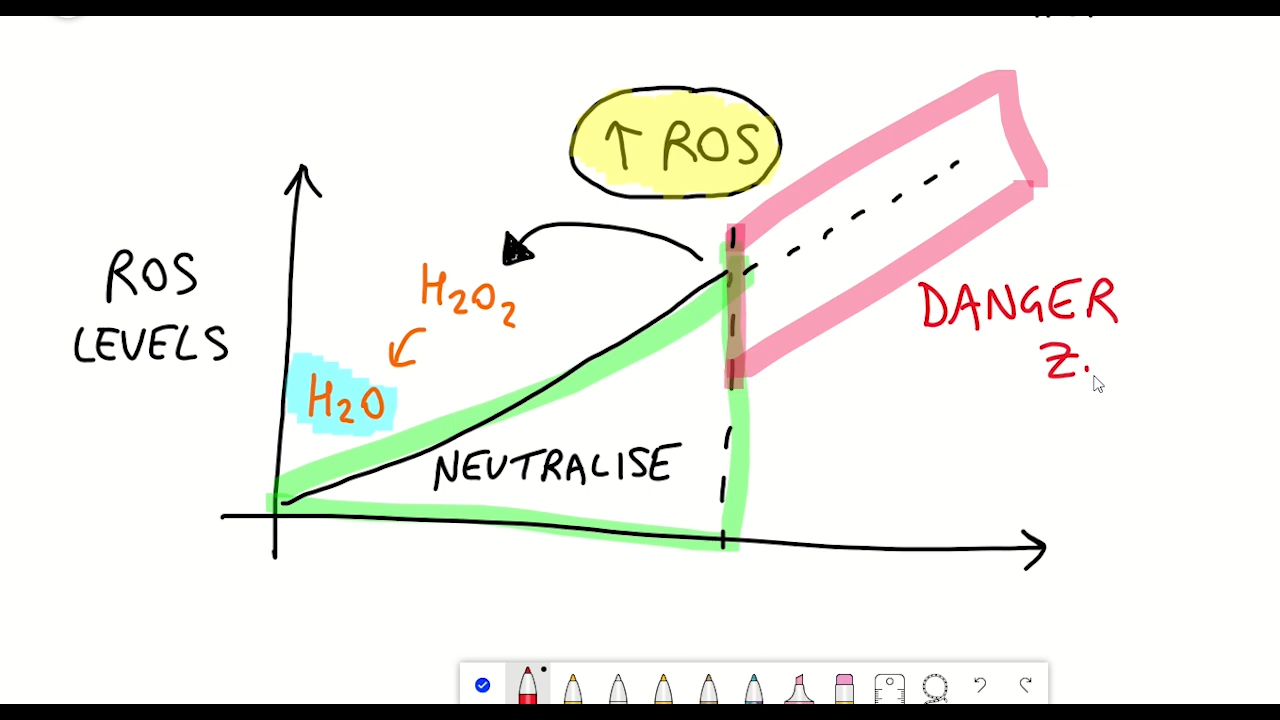 ↑ ROS
ROS
LEVELS
H₂O₂
H₂O
NEUTRALISE
DANGER
Z.